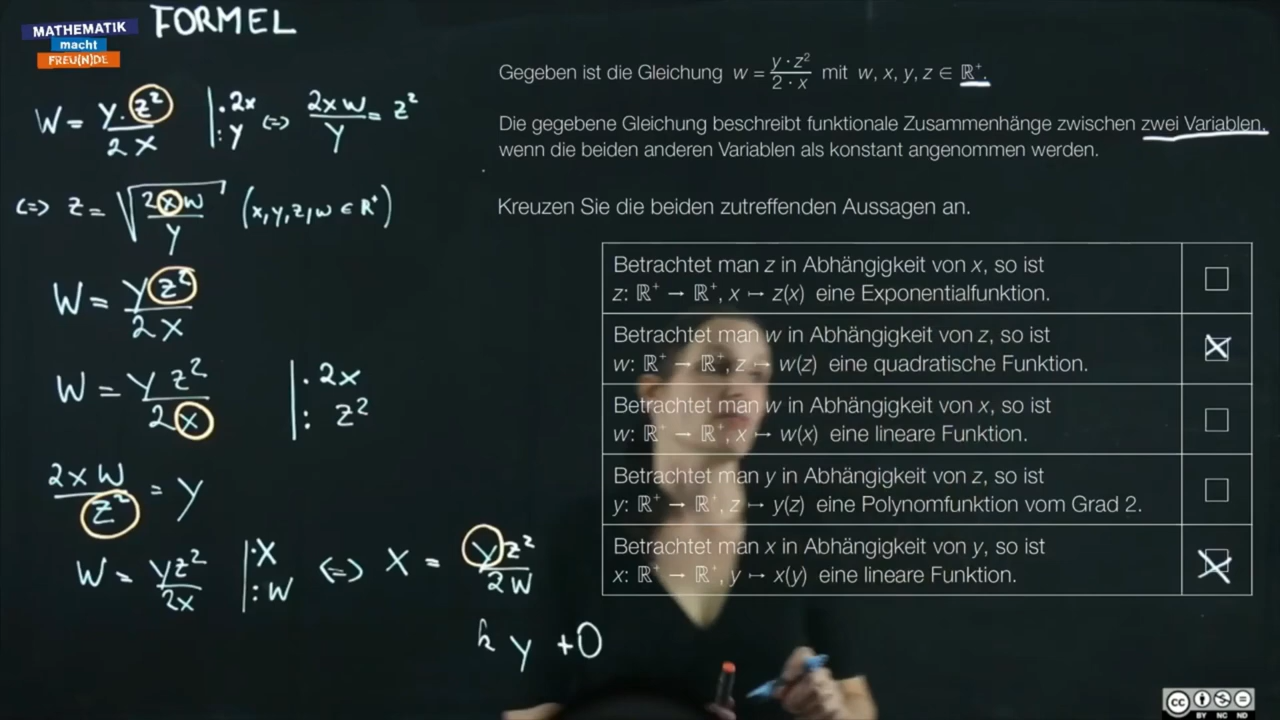 MATHEMATIK
macht
FREU(N)DE
FORMEL
W = y·z² / 2x | ·2x :y <=> 2xw / y = z²
<=> z = √(2xw / y) (x,y,z,w ∈ R⁺)
W = yz² / 2x
W = y z² / 2x | ·2x : z²
2xW / z² = y
W = yz² / 2x | ·x :W <=> X = yz² / 2W
k y +0
Gegeben ist die Gleichung w = y · z² / 2 · x mit w, x, y, z ∈ ℝ⁺.
Die gegebene Gleichung beschreibt funktionale Zusammenhänge zwischen zwei Variablen,
wenn die beiden anderen Variablen als konstant angenommen werden.
Kreuzen Sie die beiden zutreffenden Aussagen an.
Betrachtet man z in Abhängigkeit von x, so ist
z: ℝ⁺ → ℝ⁺, x ↦ z(x) eine Exponentialfunktion.
Betrachtet man w in Abhängigkeit von z, so ist
w: ℝ⁺ → ℝ⁺, z ↦ w(z) eine quadratische Funktion.
Betrachtet man w in Abhängigkeit von x, so ist
w: ℝ⁺ → ℝ⁺, x ↦ w(x) eine lineare Funktion.
Betrachtet man y in Abhängigkeit von z, so ist
y: ℝ⁺ → ℝ⁺, z ↦ y(z) eine Polynomfunktion vom Grad 2.
Betrachtet man x in Abhängigkeit von y, so ist
x: ℝ⁺ → ℝ⁺, y ↦ x(y) eine lineare Funktion.
cc BY NC ND